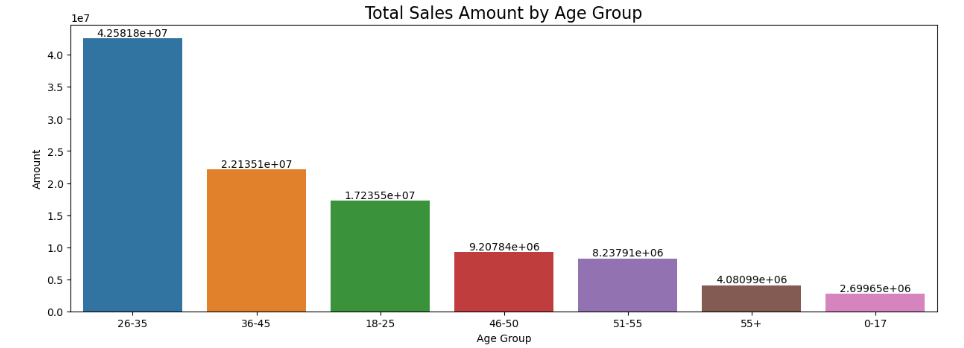 Total Sales Amount by Age Group
1e7
4.25818e+07
4.0
3.5
3.0
2.5
2.21351e+07
2.0
1.72355e+07
1.5
1.0
9.20784e+06
8.23791e+06
0.5
4.08099e+06
2.69965e+06
0.0
Amount
26-35 36-45 18-25 46-50 51-55 55+ 0-17
Age Group